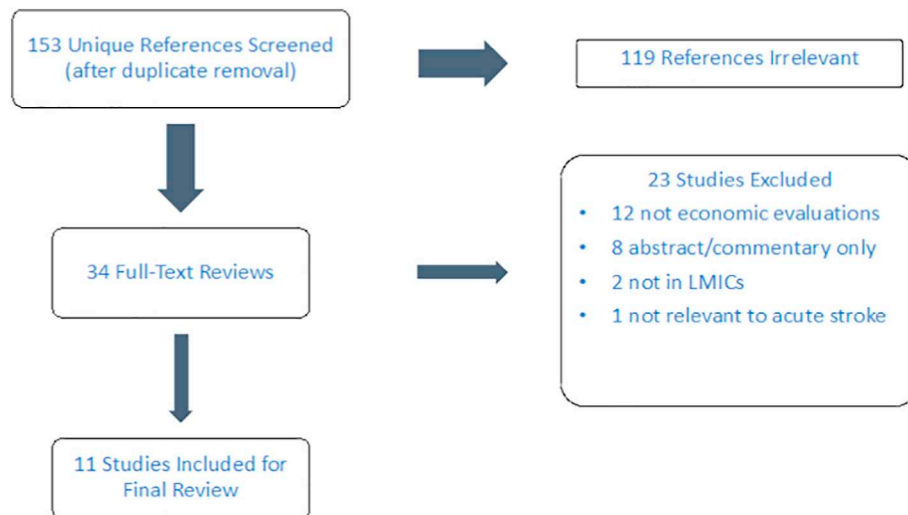 153 Unique References Screened
(after duplicate removal)
119 References Irrelevant
34 Full-Text Reviews
23 Studies Excluded
• 12 not economic evaluations
• 8 abstract/commentary only
• 2 not in LMICs
• 1 not relevant to acute stroke
11 Studies Included for
Final Review